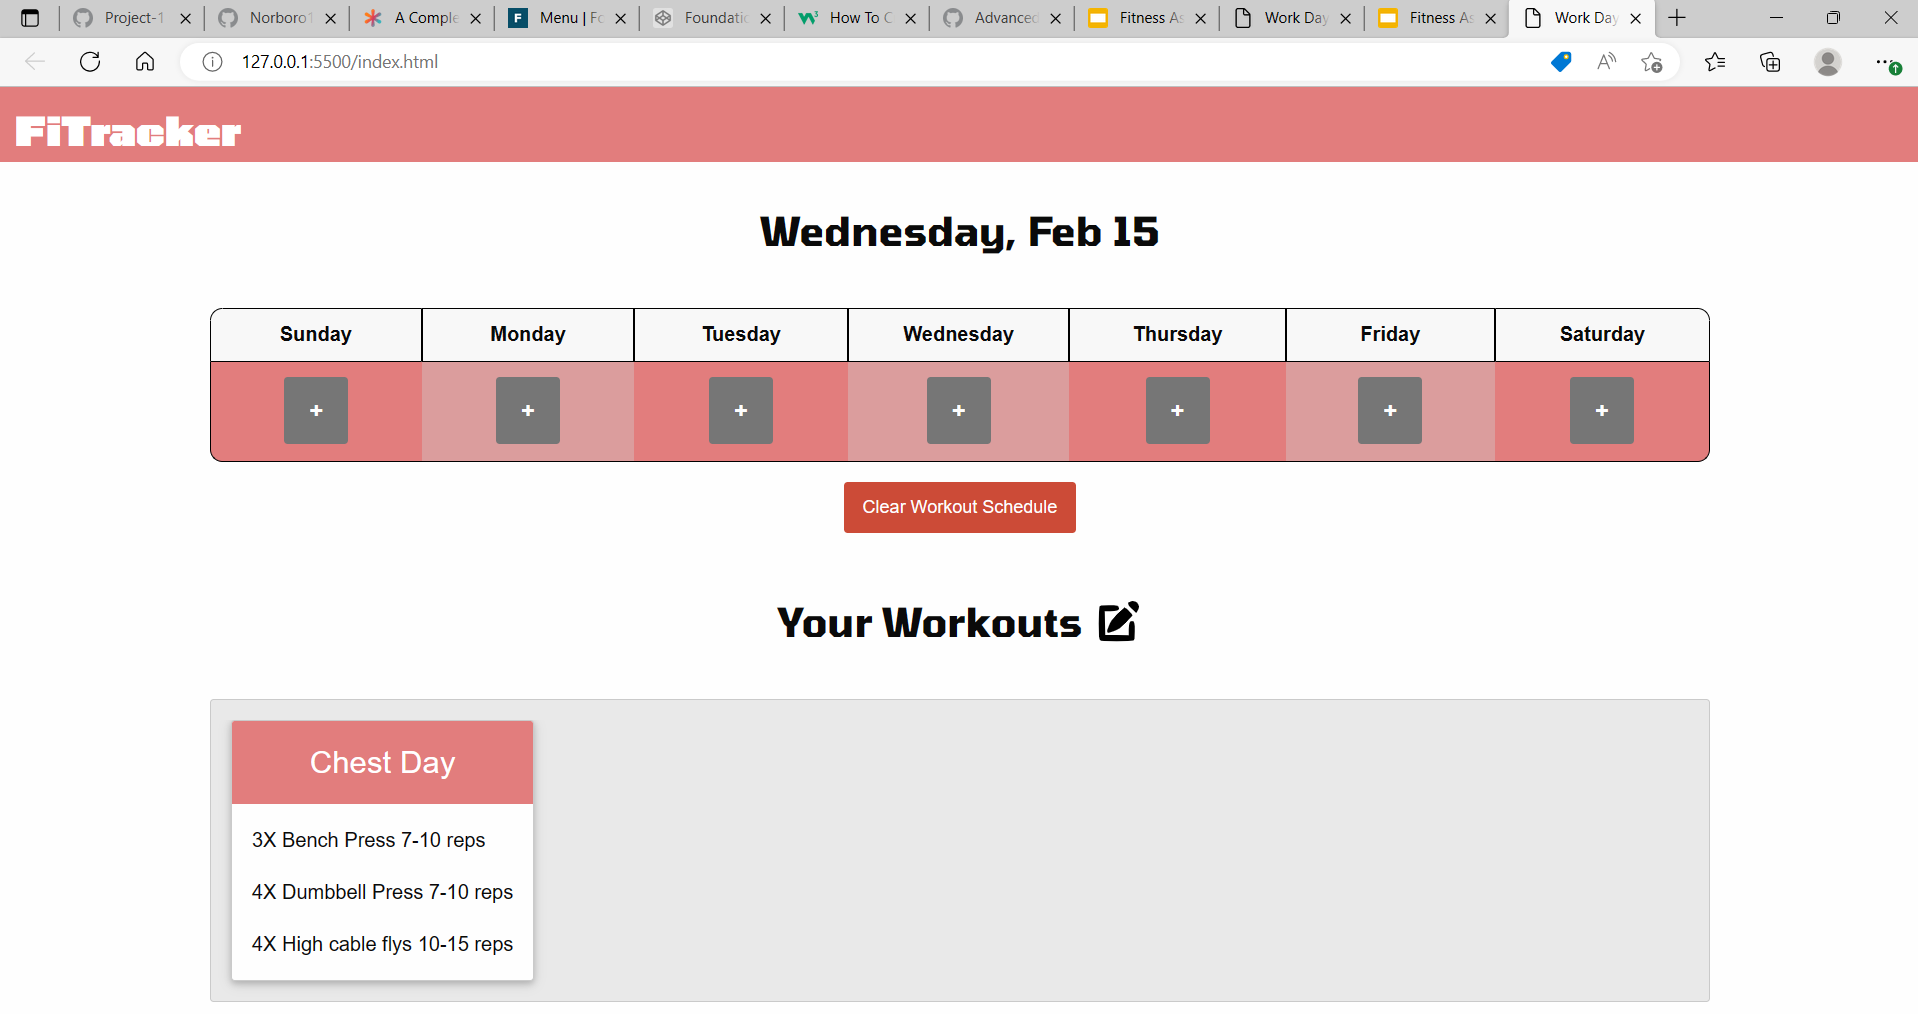 Project-1 Norboro1 A Comple Menu | Fo Foundatio How To C Advanced Fitness As Work Day Fitness As Work Day
127.0.0.1:5500/index.html
FiTracker
Wednesday, Feb 15
Sunday Monday Tuesday Wednesday Thursday Friday Saturday
+ + + + + + +
Clear Workout Schedule
Your Workouts
Chest Day
3X Bench Press 7-10 reps
4X Dumbbell Press 7-10 reps
4X High cable flys 10-15 reps